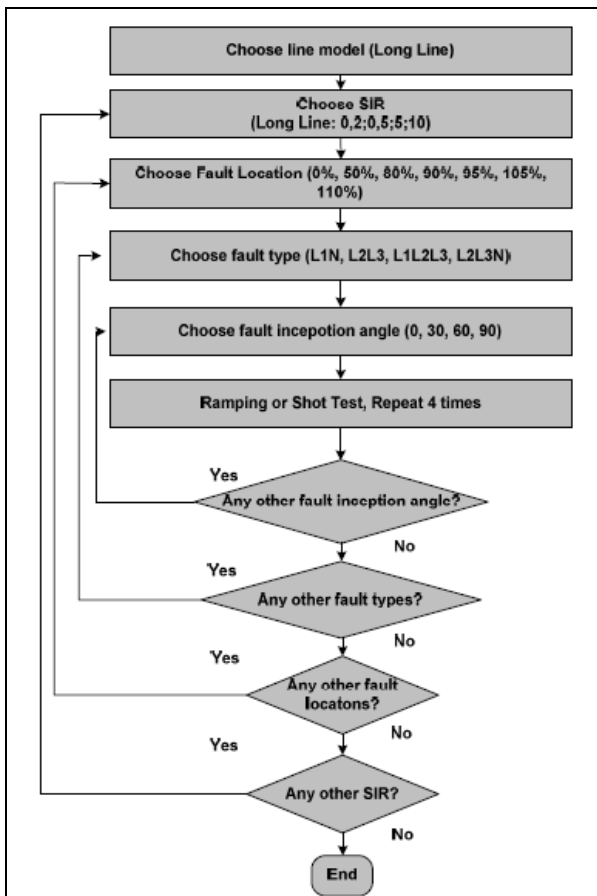 Choose line model (Long Line)
Choose SIR
(Long Line: 0,2;0,5;5;10)
Choose Fault Location (0%, 50%, 80%, 90%, 95%, 105%,
110%)
Choose fault type (L1N, L2L3, L1L2L3, L2L3N)
Choose fault incepotion angle (0, 30, 60, 90)
Ramping or Shot Test, Repeat 4 times
Yes
Any other fault inception angle?
No
Yes
Any other fault types?
No
Yes
Any other fault
locatons?
No
Yes
Any other SIR?
No
End